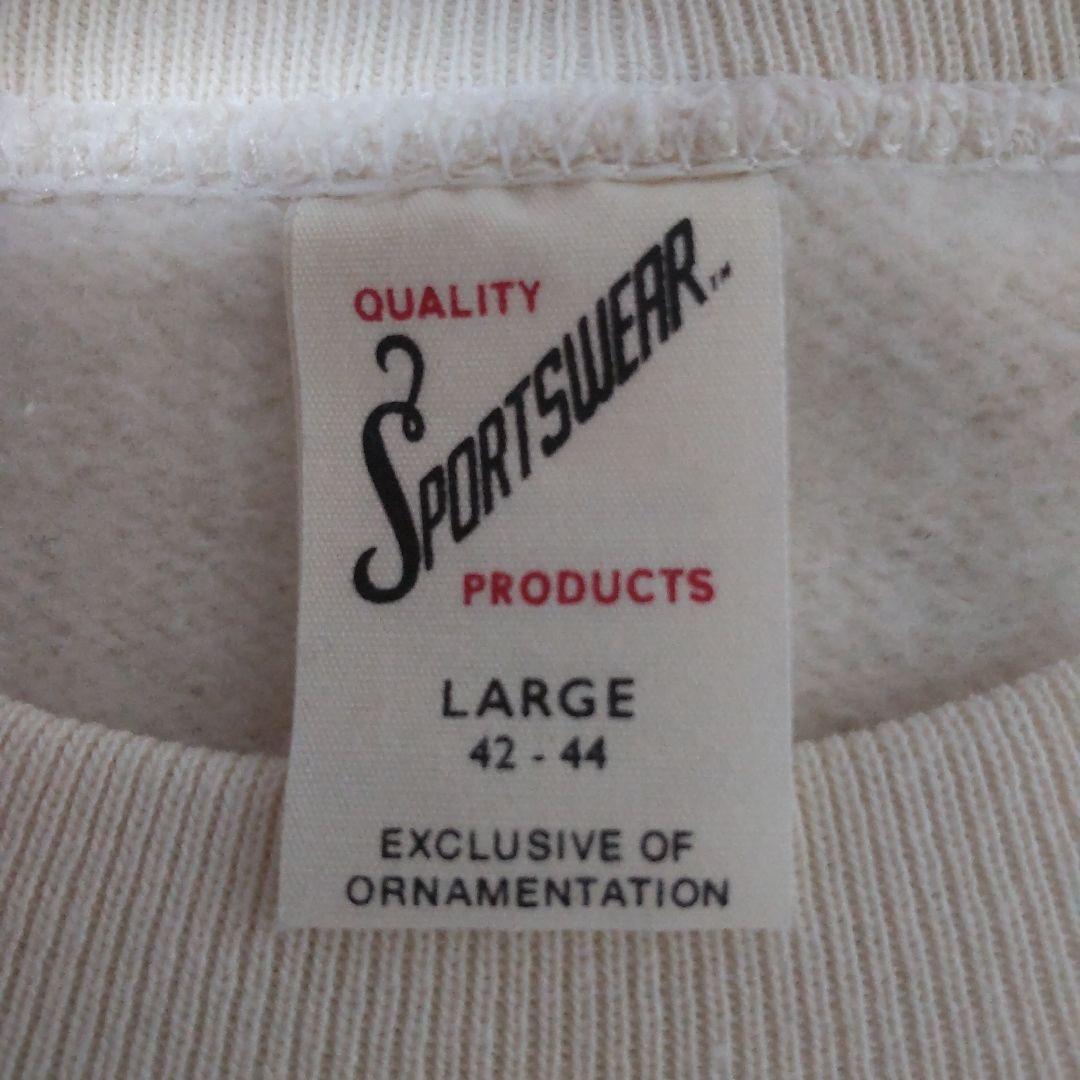 QUALITY
SPORTSWEAR™
PRODUCTS
LARGE
42 - 44
EXCLUSIVE OF
ORNAMENTATION